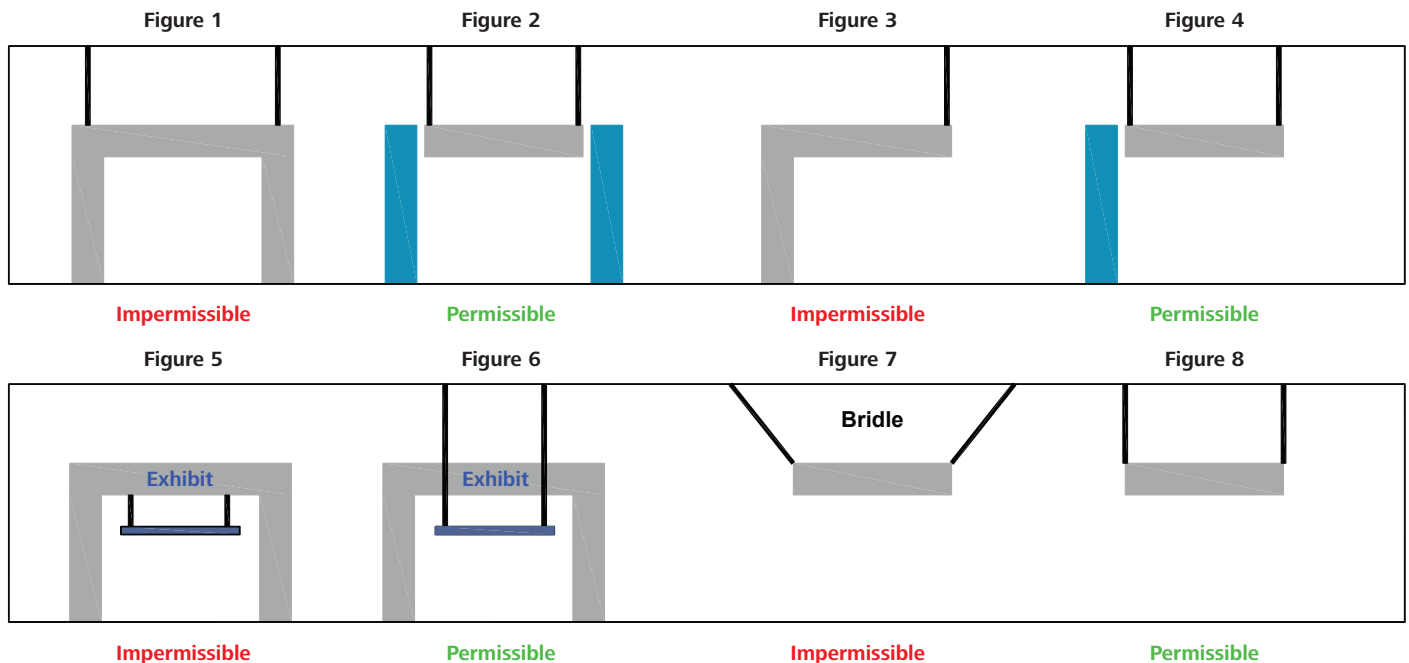 Figure 1 Figure 2 Figure 3 Figure 4
Impermissible Permissible Impermissible Permissible
Figure 5 Figure 6 Figure 7 Figure 8
Bridle
Exhibit Exhibit
Impermissible Permissible Impermissible Permissible